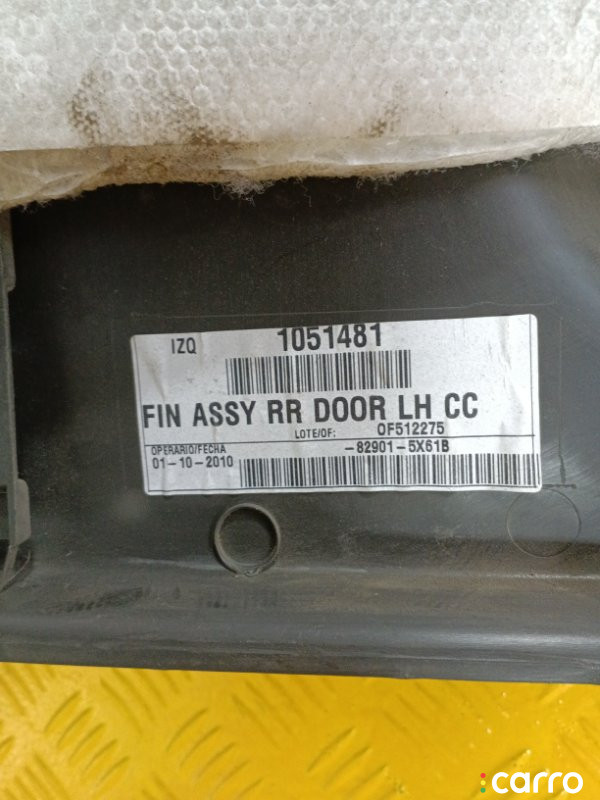 IZQ 1051481
FIN ASSY RR DOOR LH CC
LOTE/OF: OF512275
OPERARIO/FECHA -82901-5X61B
01-10-2010
carro